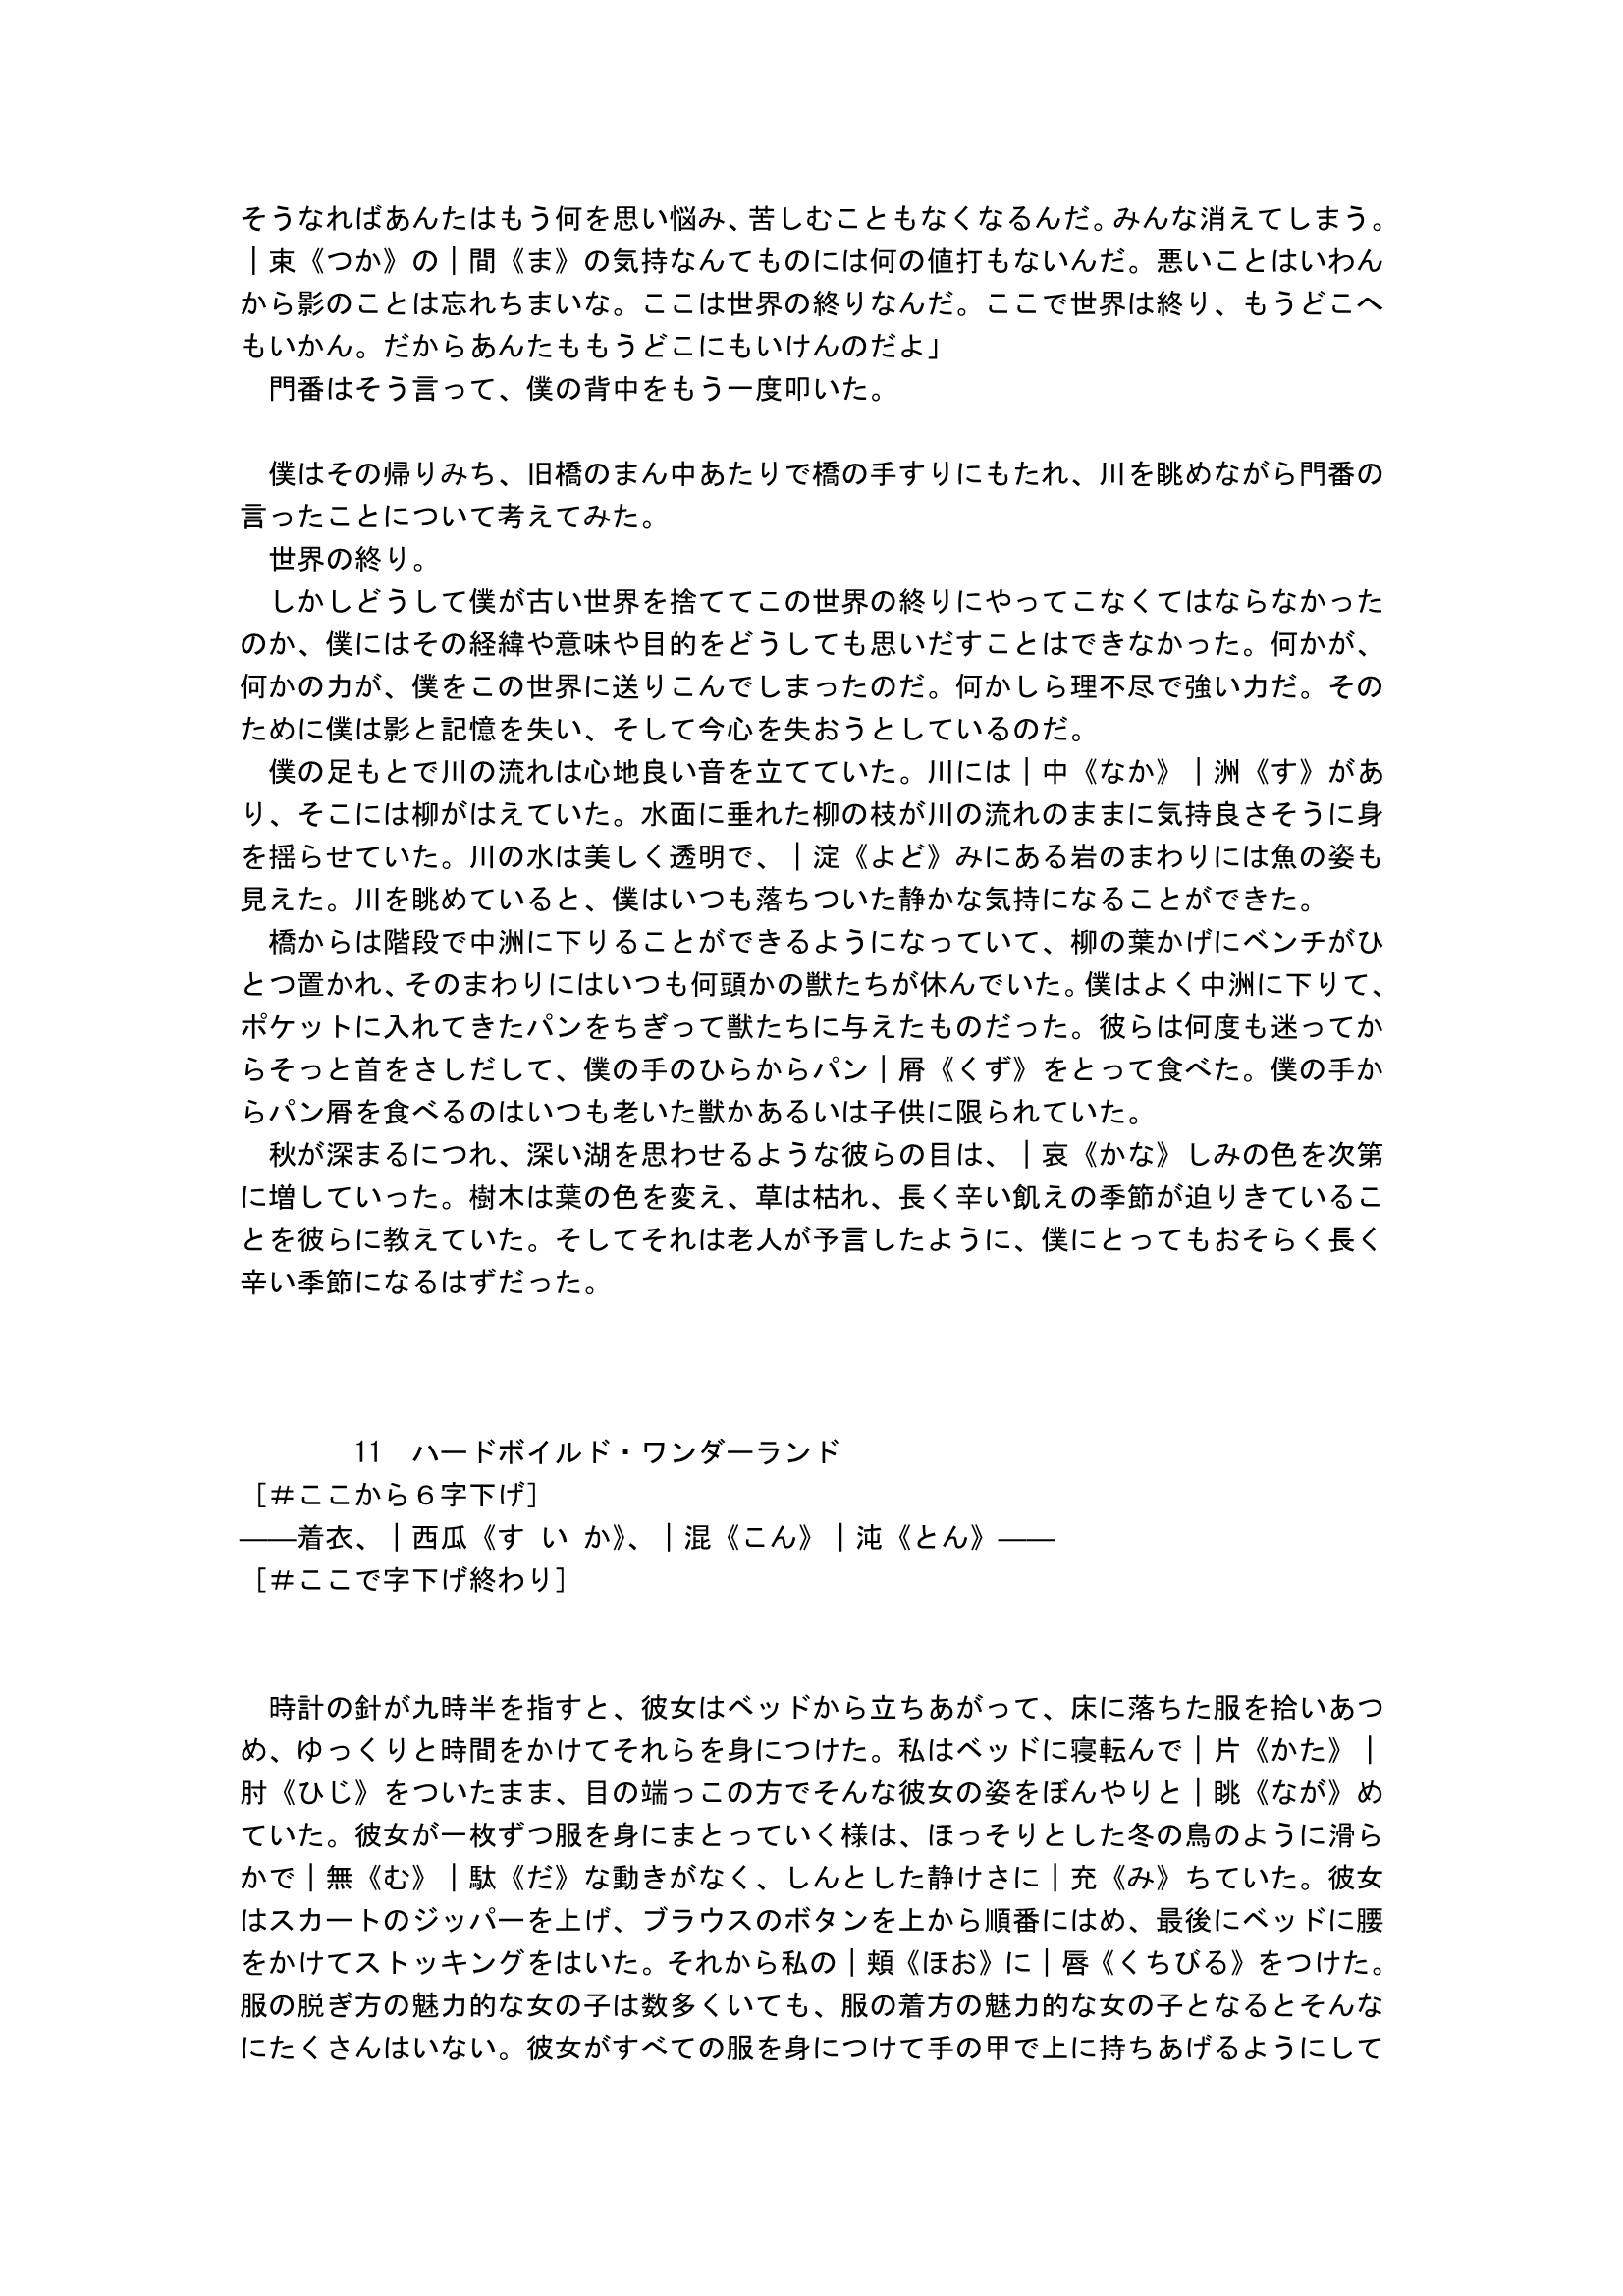 そうなればあんたはもう何を思い悩み、苦しむこともなくなるんだ。みんな消えてしまう。
｜束《つか》の｜間《ま》の気持なんてものには何の値打もないんだ。悪いことはいわん
から影のことは忘れちまいな。ここは世界の終りなんだ。ここで世界は終り、もうどこへ
もいかん。だからあんたももうどこにもいけんのだよ」
　門番はそう言って、僕の背中をもう一度叩いた。
　僕はその帰りみち、旧橋のまん中あたりで橋の手すりにもたれ、川を眺めながら門番の
言ったことについて考えてみた。
　世界の終り。
　しかしどうして僕が古い世界を捨ててこの世界の終りにやってこなくてはならなかった
のか、僕にはその経緯や意味や目的をどうしても思いだすことはできなかった。何かが、
何かの力が、僕をこの世界に送りこんでしまったのだ。何かしら理不尽で強い力だ。その
ために僕は影と記憶を失い、そして今心を失おうとしているのだ。
　僕の足もとで川の流れは心地良い音を立てていた。川には｜中《なか》｜洲《す》があ
り、そこには柳がはえていた。水面に垂れた柳の枝が川の流れのままに気持良さそうに身
を揺らせていた。川の水は美しく透明で、｜淀《よど》みにある岩のまわりには魚の姿も
見えた。川を眺めていると、僕はいつも落ちついた静かな気持になることができた。
　橋からは階段で中洲に下りることができるようになっていて、柳の葉かげにベンチがひ
とつ置かれ、そのまわりにはいつも何頭かの獣たちが休んでいた。僕はよく中洲に下りて、
ポケットに入れてきたパンをちぎって獣たちに与えたものだった。彼らは何度も迷ってか
らそっと首をさしだして、僕の手のひらからパン｜屑《くず》をとって食べた。僕の手か
らパン屑を食べるのはいつも老いた獣かあるいは子供に限られていた。
　秋が深まるにつれ、深い湖を思わせるような彼らの目は、｜哀《かな》しみの色を次第
に増していった。樹木は葉の色を変え、草は枯れ、長く辛い飢えの季節が迫りきているこ
とを彼らに教えていた。そしてそれは老人が予言したように、僕にとってもおそらく長く
辛い季節になるはずだった。
　　　　11　ハードボイルド・ワンダーランド
［＃ここから６字下げ］
――着衣、｜西瓜《す い か》、｜混《こん》｜沌《とん》――
［＃ここで字下げ終わり］
　時計の針が九時半を指すと、彼女はベッドから立ちあがって、床に落ちた服を拾いあつ
め、ゆっくりと時間をかけてそれらを身につけた。私はベッドに寝転んで｜片《かた》｜
肘《ひじ》をついたまま、目の端っこの方でそんな彼女の姿をぼんやりと｜眺《なが》め
ていた。彼女が一枚ずつ服を身にまとっていく様は、ほっそりとした冬の鳥のように滑ら
かで｜無《む》｜駄《だ》な動きがなく、しんとした静けさに｜充《み》ちていた。彼女
はスカートのジッパーを上げ、ブラウスのボタンを上から順番にはめ、最後にベッドに腰
をかけてストッキングをはいた。それから私の｜頬《ほお》に｜唇《くちびる》をつけた。
服の脱ぎ方の魅力的な女の子は数多くいても、服の着方の魅力的な女の子となるとそんな
にたくさんはいない。彼女がすべての服を身につけて手の甲で上に持ちあげるようにして